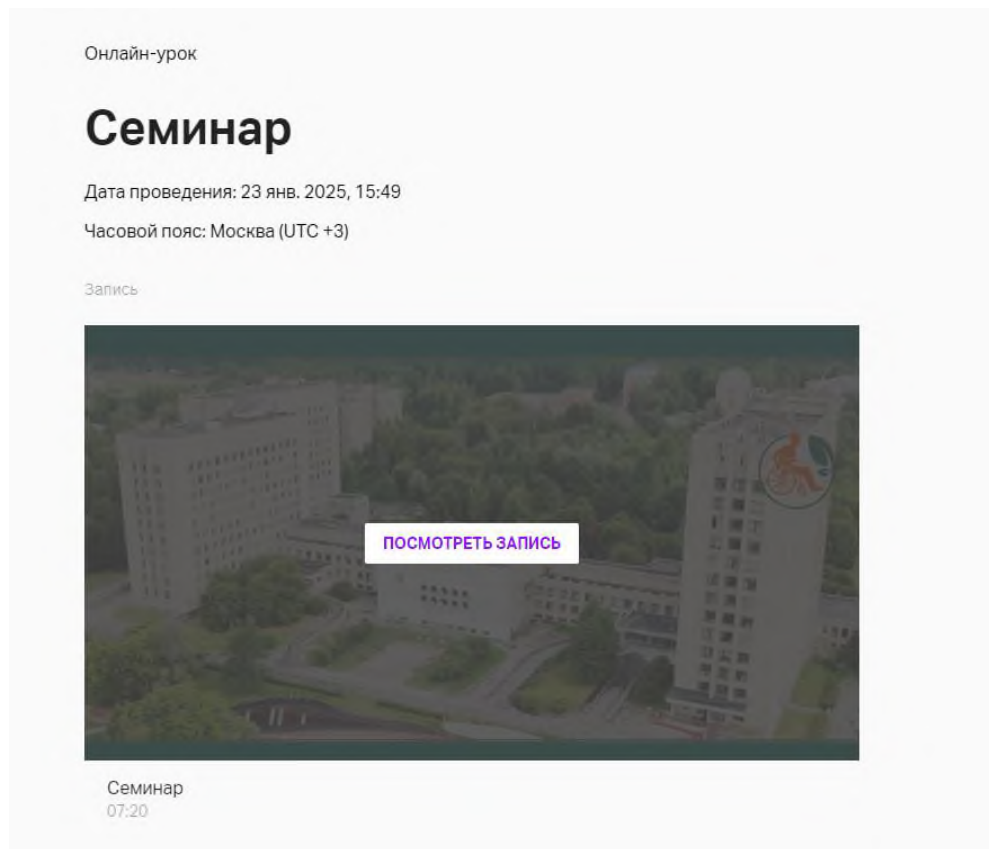 Онлайн-урок
Семинар
Дата проведения: 23 янв. 2025, 15:49
Часовой пояс: Москва (UTC +3)
Запись
ПОСМОТРЕТЬ ЗАПИСЬ
Семинар
07:20